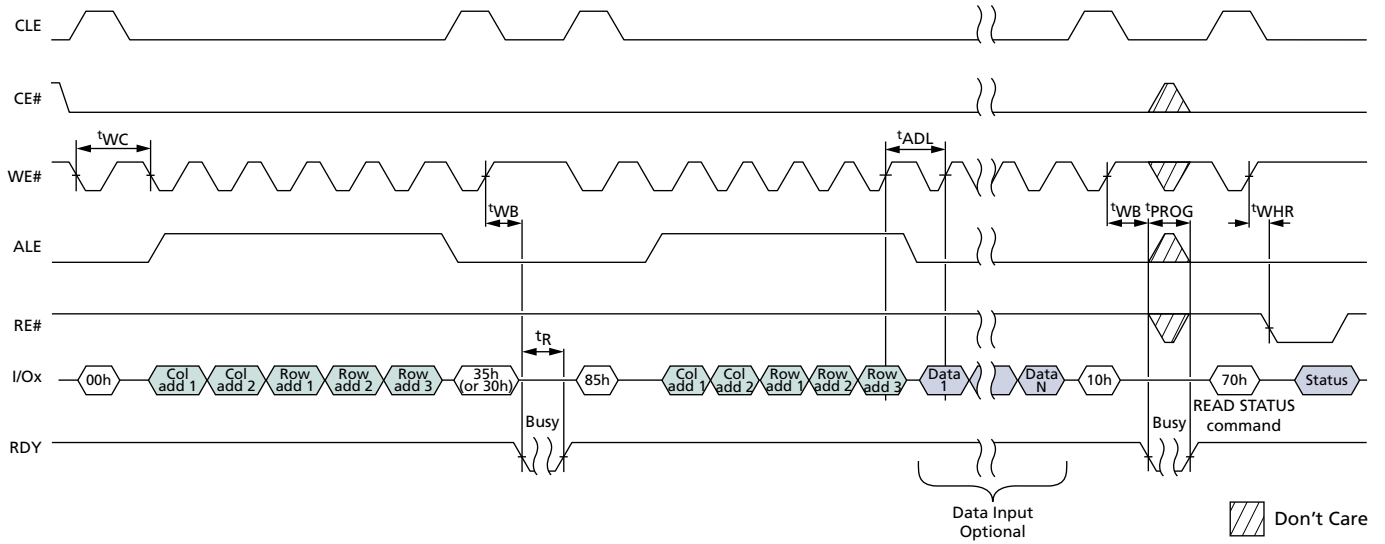 CLE
CE#
tWC
tADL
WE#
tWB
tWB
tPROG
tWHR
ALE
RE#
tR
I/Ox
00h
Col
add 1
Col
add 2
Row
add 1
Row
add 2
Row
add 3
35h
(or 30h)
85h
Col
add 1
Col
add 2
Row
add 1
Row
add 2
Row
add 3
Data
1
Data
N
10h
70h
Status
READ STATUS
command
Busy
Busy
RDY
Data Input
Optional
Don't Care